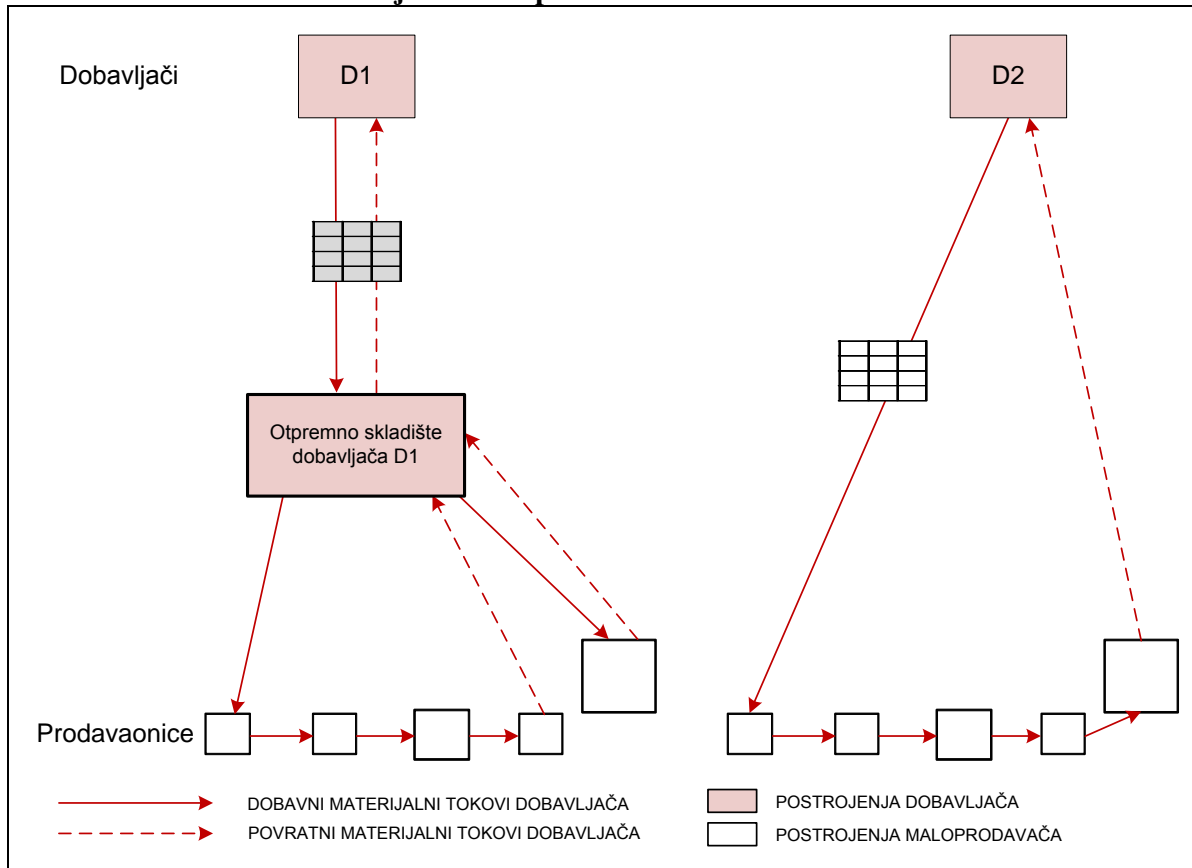 Dobavljači
D1
D2
Otpremno skladište
dobavljača D1
Prodavaonice
DOBAVNI MATERIJALNI TOKOVI DOBAVLJAČA
POVRATNI MATERIJALNI TOKOVI DOBAVLJAČA
POSTROJENJA DOBAVLJAČA
POSTROJENJA MALOPRODAVAČA